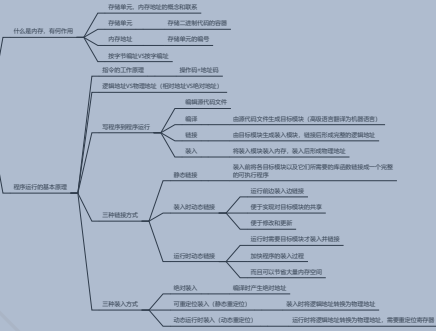 什么是内存，有何作用
存储单元、内存地址的概念和联系
存储单元 存储二进制代码的容器
内存地址 存储单元的编号
按字节编址VS按字编址
程序运行的基本原理
指令的工作原理 操作码+地址码
逻辑地址VS物理地址（相对地址VS绝对地址）
写程序到程序运行
编辑源代码文件
编译 由源代码文件生成目标模块（高级语言翻译为机器语言）
链接 由目标模块生成装入模块，链接后形成完整的逻辑地址
装入 将装入模块装入内存，装入后形成物理地址
三种链接方式
静态链接 装入前将各目标模块以及它们所需要的库函数链接成一个完整
的可执行程序
装入时动态链接
运行前边装入边链接
便于实现对目标模块的共享
便于修改和更新
运行时动态链接
运行时需要目标模块才装入并链接
加快程序的装入过程
而且可以节省大量内存空间
三种装入方式
绝对装入 编译时产生绝对地址
可重定位装入（静态重定位） 装入时将逻辑地址转换为物理地址
动态运行时装入（动态重定位） 运行时将逻辑地址转换为物理地址，需要重定位寄存器